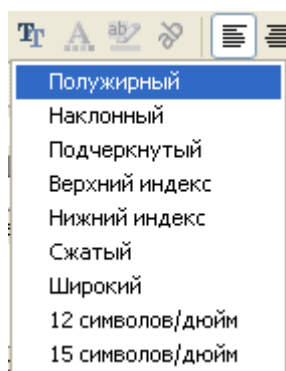 Полужирный
Наклонный
Подчеркнутый
Верхний индекс
Нижний индекс
Сжатый
Широкий
12 символов/дюйм
15 символов/дюйм